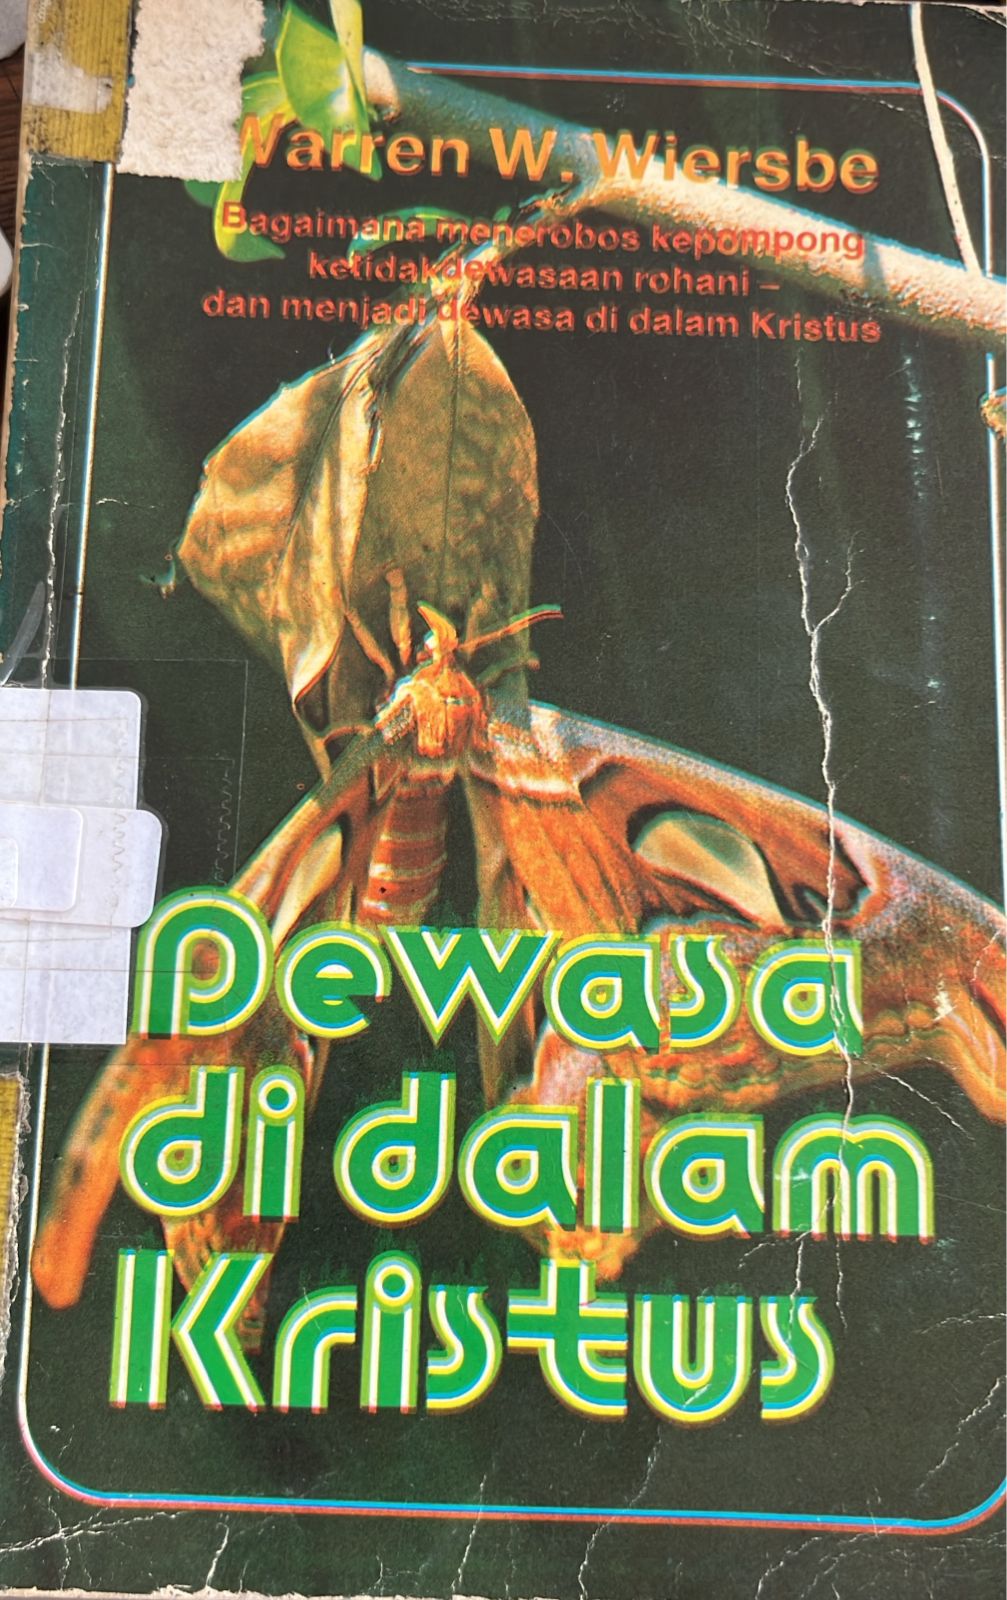 Warren W. Wiersbe
Bagaimana menerobos kepompong
ketidakdewasaan rohani –
dan menjadi dewasa di dalam Kristus
Dewasa
di dalam
Kristus